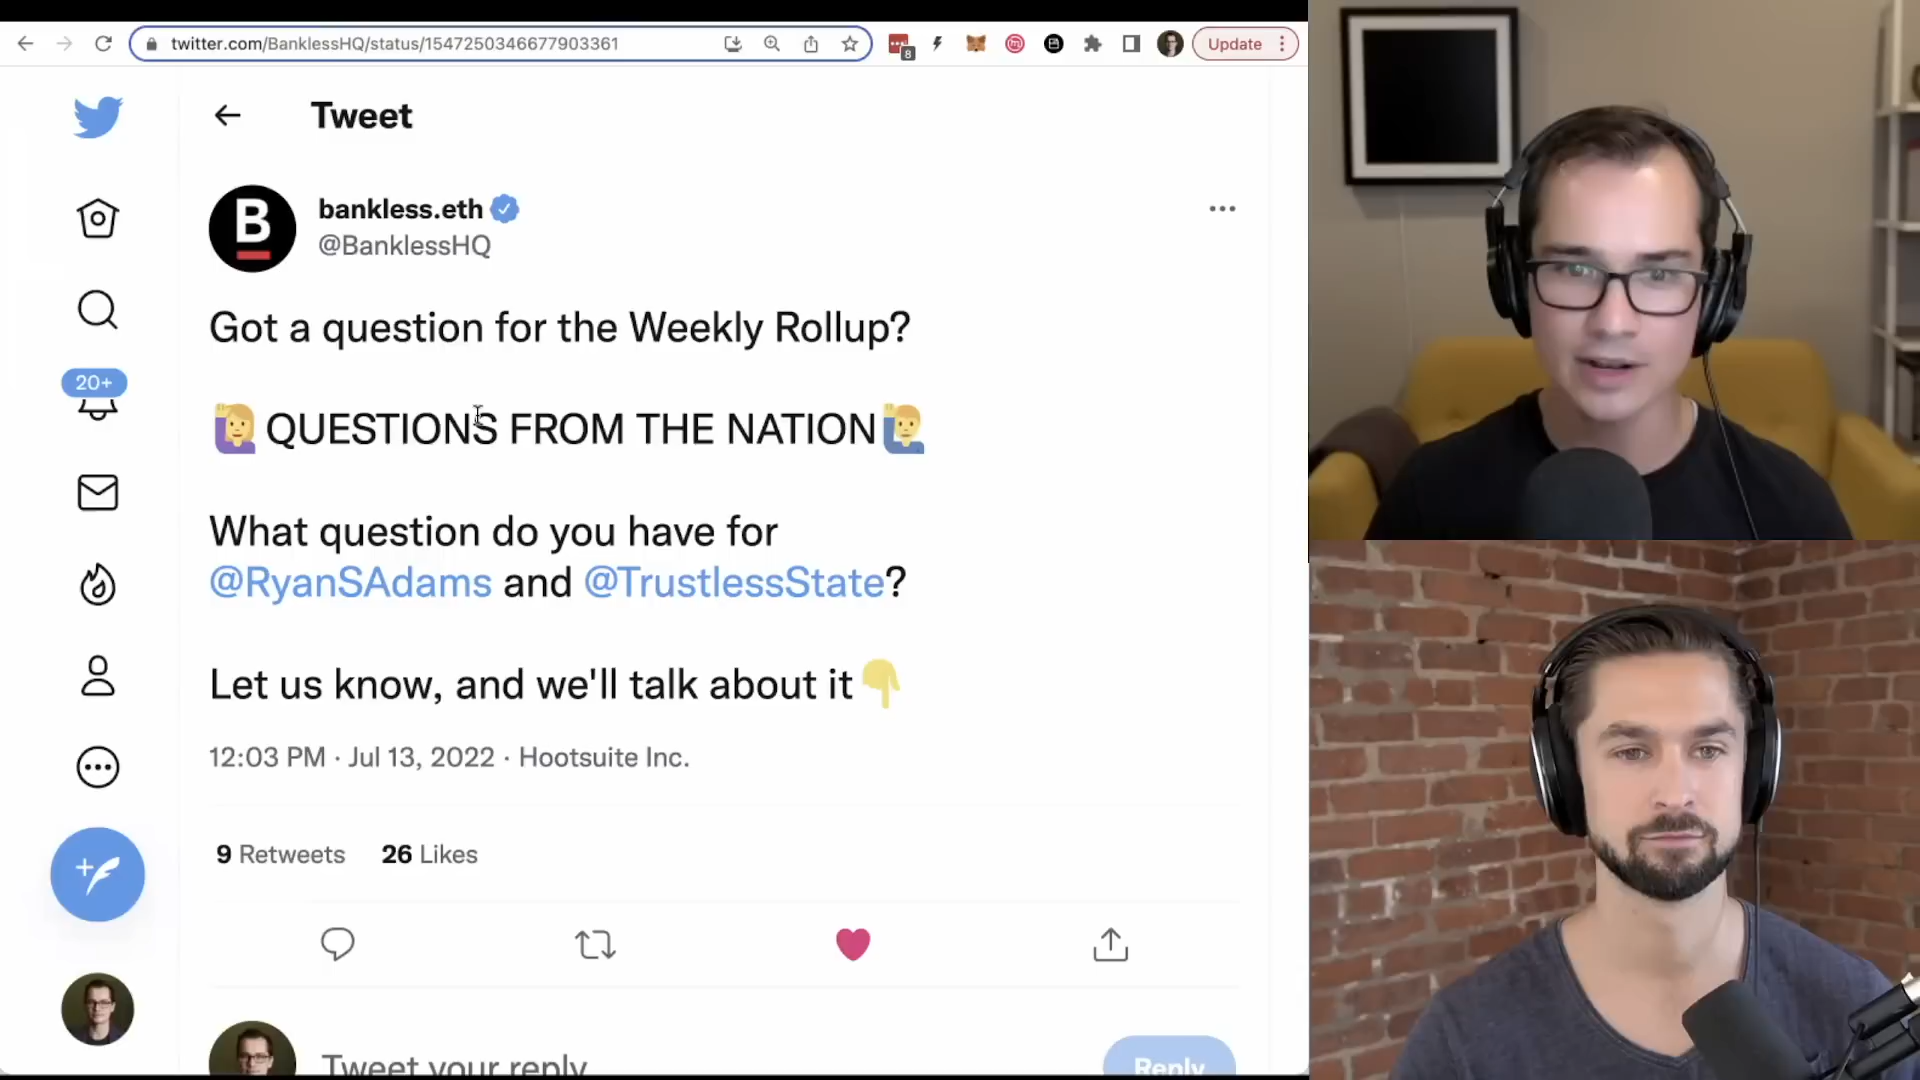 twitter.com/BanklessHQ/status/1547250346677903361
8
Update
Tweet
B
bankless.eth
@BanklessHQ
Got a question for the Weekly Rollup?
20+
🙋‍♀️QUESTIONS FROM THE NATION🙋‍♂️
What question do you have for
@RyanSAdams and @TrustlessState?
Let us know, and we'll talk about it👇
12:03 PM · Jul 13, 2022 · Hootsuite Inc.
9 Retweets 26 Likes
Tweet your reply
Reply